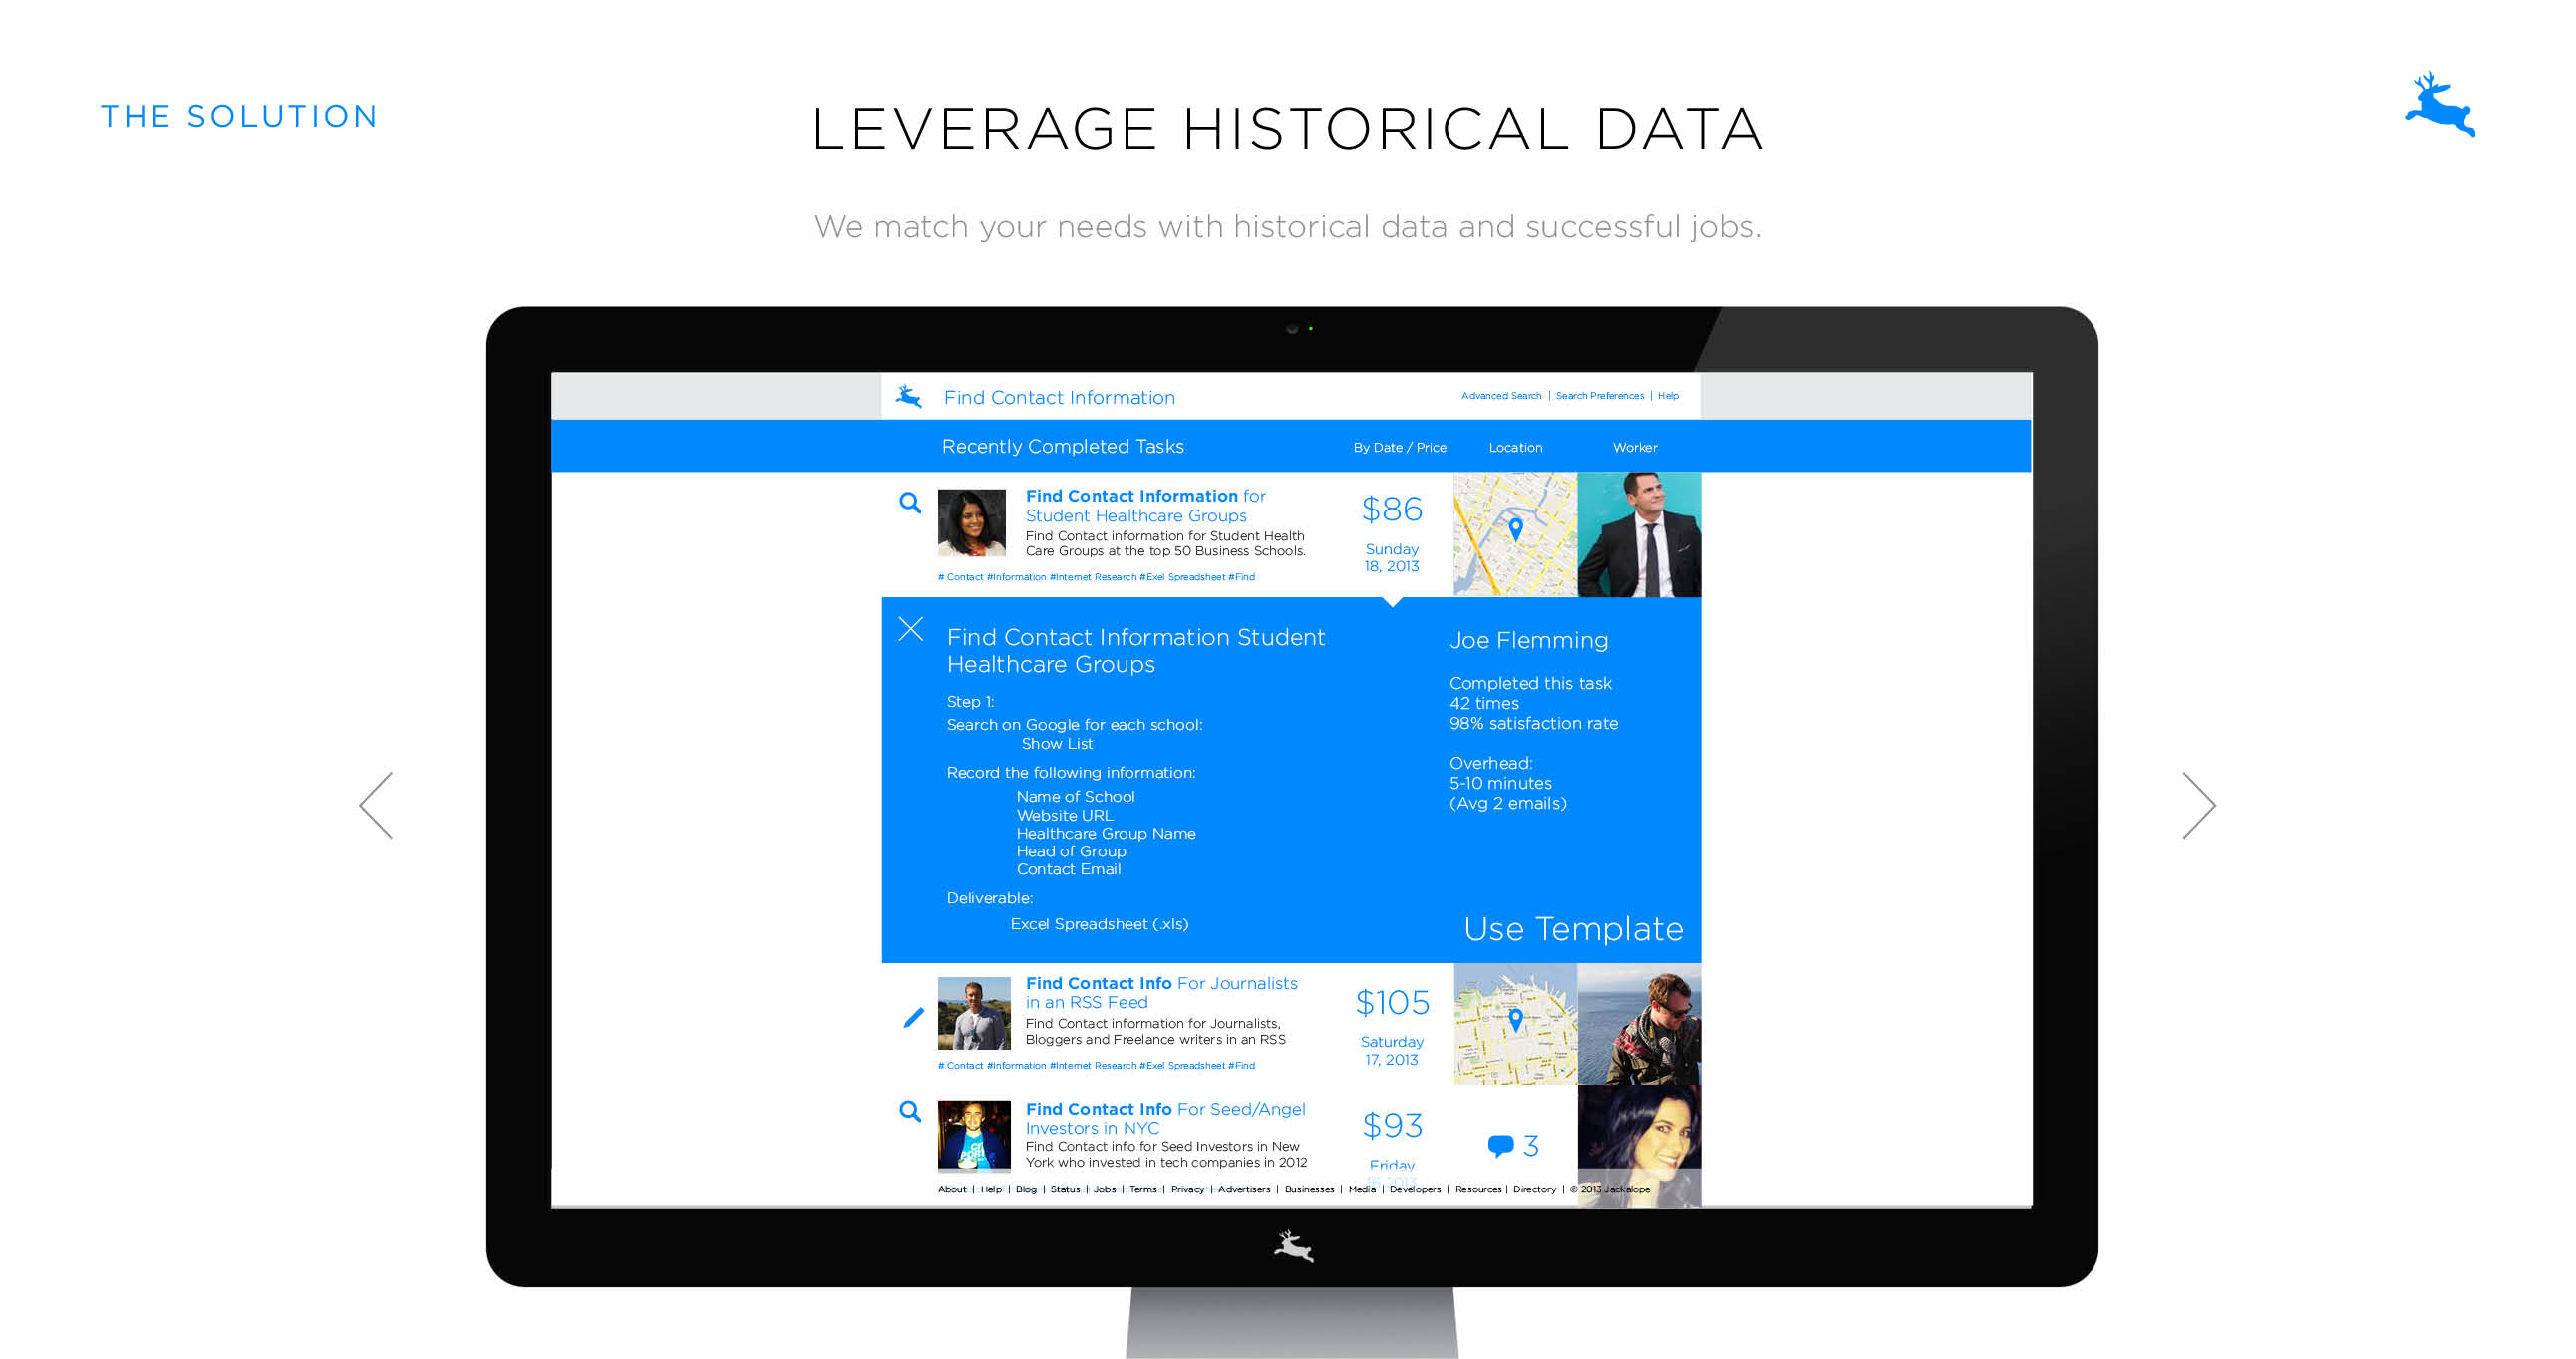 THE SOLUTION
LEVERAGE HISTORICAL DATA
We match your needs with historical data and successful jobs.
Find Contact Information
Advanced Search | Search Preferences | Help
Recently Completed Tasks
By Date / Price
Location
Worker
Find Contact Information for
Student Healthcare Groups
Find Contact information for Student Health
Care Groups at the top 50 Business Schools.
# Contact #Information #Internet Research #Exel Spreadsheet #Find
$86
Sunday
18, 2013
Find Contact Information Student
Healthcare Groups
Step 1:
Search on Google for each school:
Show List
Record the following information:
Name of School
Website URL
Healthcare Group Name
Head of Group
Contact Email
Deliverable:
Excel Spreadsheet (.xls)
Joe Flemming
Completed this task
42 times
98% satisfaction rate
Overhead:
5-10 minutes
(Avg 2 emails)
Use Template
Find Contact Info For Journalists
in an RSS Feed
Find Contact information for Journalists,
Bloggers and Freelance writers in an RSS
# Contact #Information #Internet Research #Exel Spreadsheet #Find
$105
Saturday
17, 2013
Find Contact Info For Seed/Angel
Investors in NYC
Find Contact info for Seed Investors in New
York who invested in tech companies in 2012
$93
Friday
16, 2013
3
About | Help | Blog | Status | Jobs | Terms | Privacy | Advertisers | Businesses | Media | Developers | Resources | Directory | © 2013 Jackalope